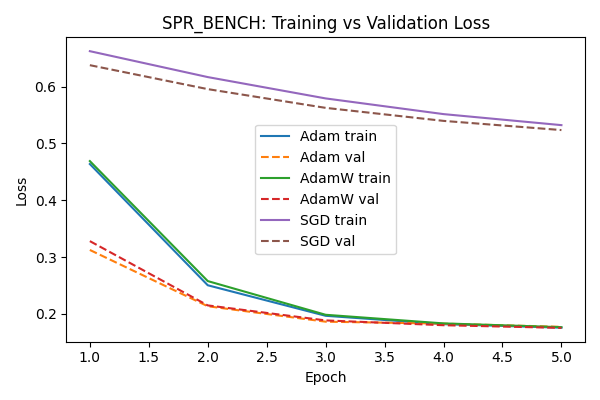 SPR_BENCH: Training vs Validation Loss
Loss
0.6
0.5
0.4
0.3
0.2
Adam train
Adam val
AdamW train
AdamW val
SGD train
SGD val
1.0 1.5 2.0 2.5 3.0 3.5 4.0 4.5 5.0
Epoch